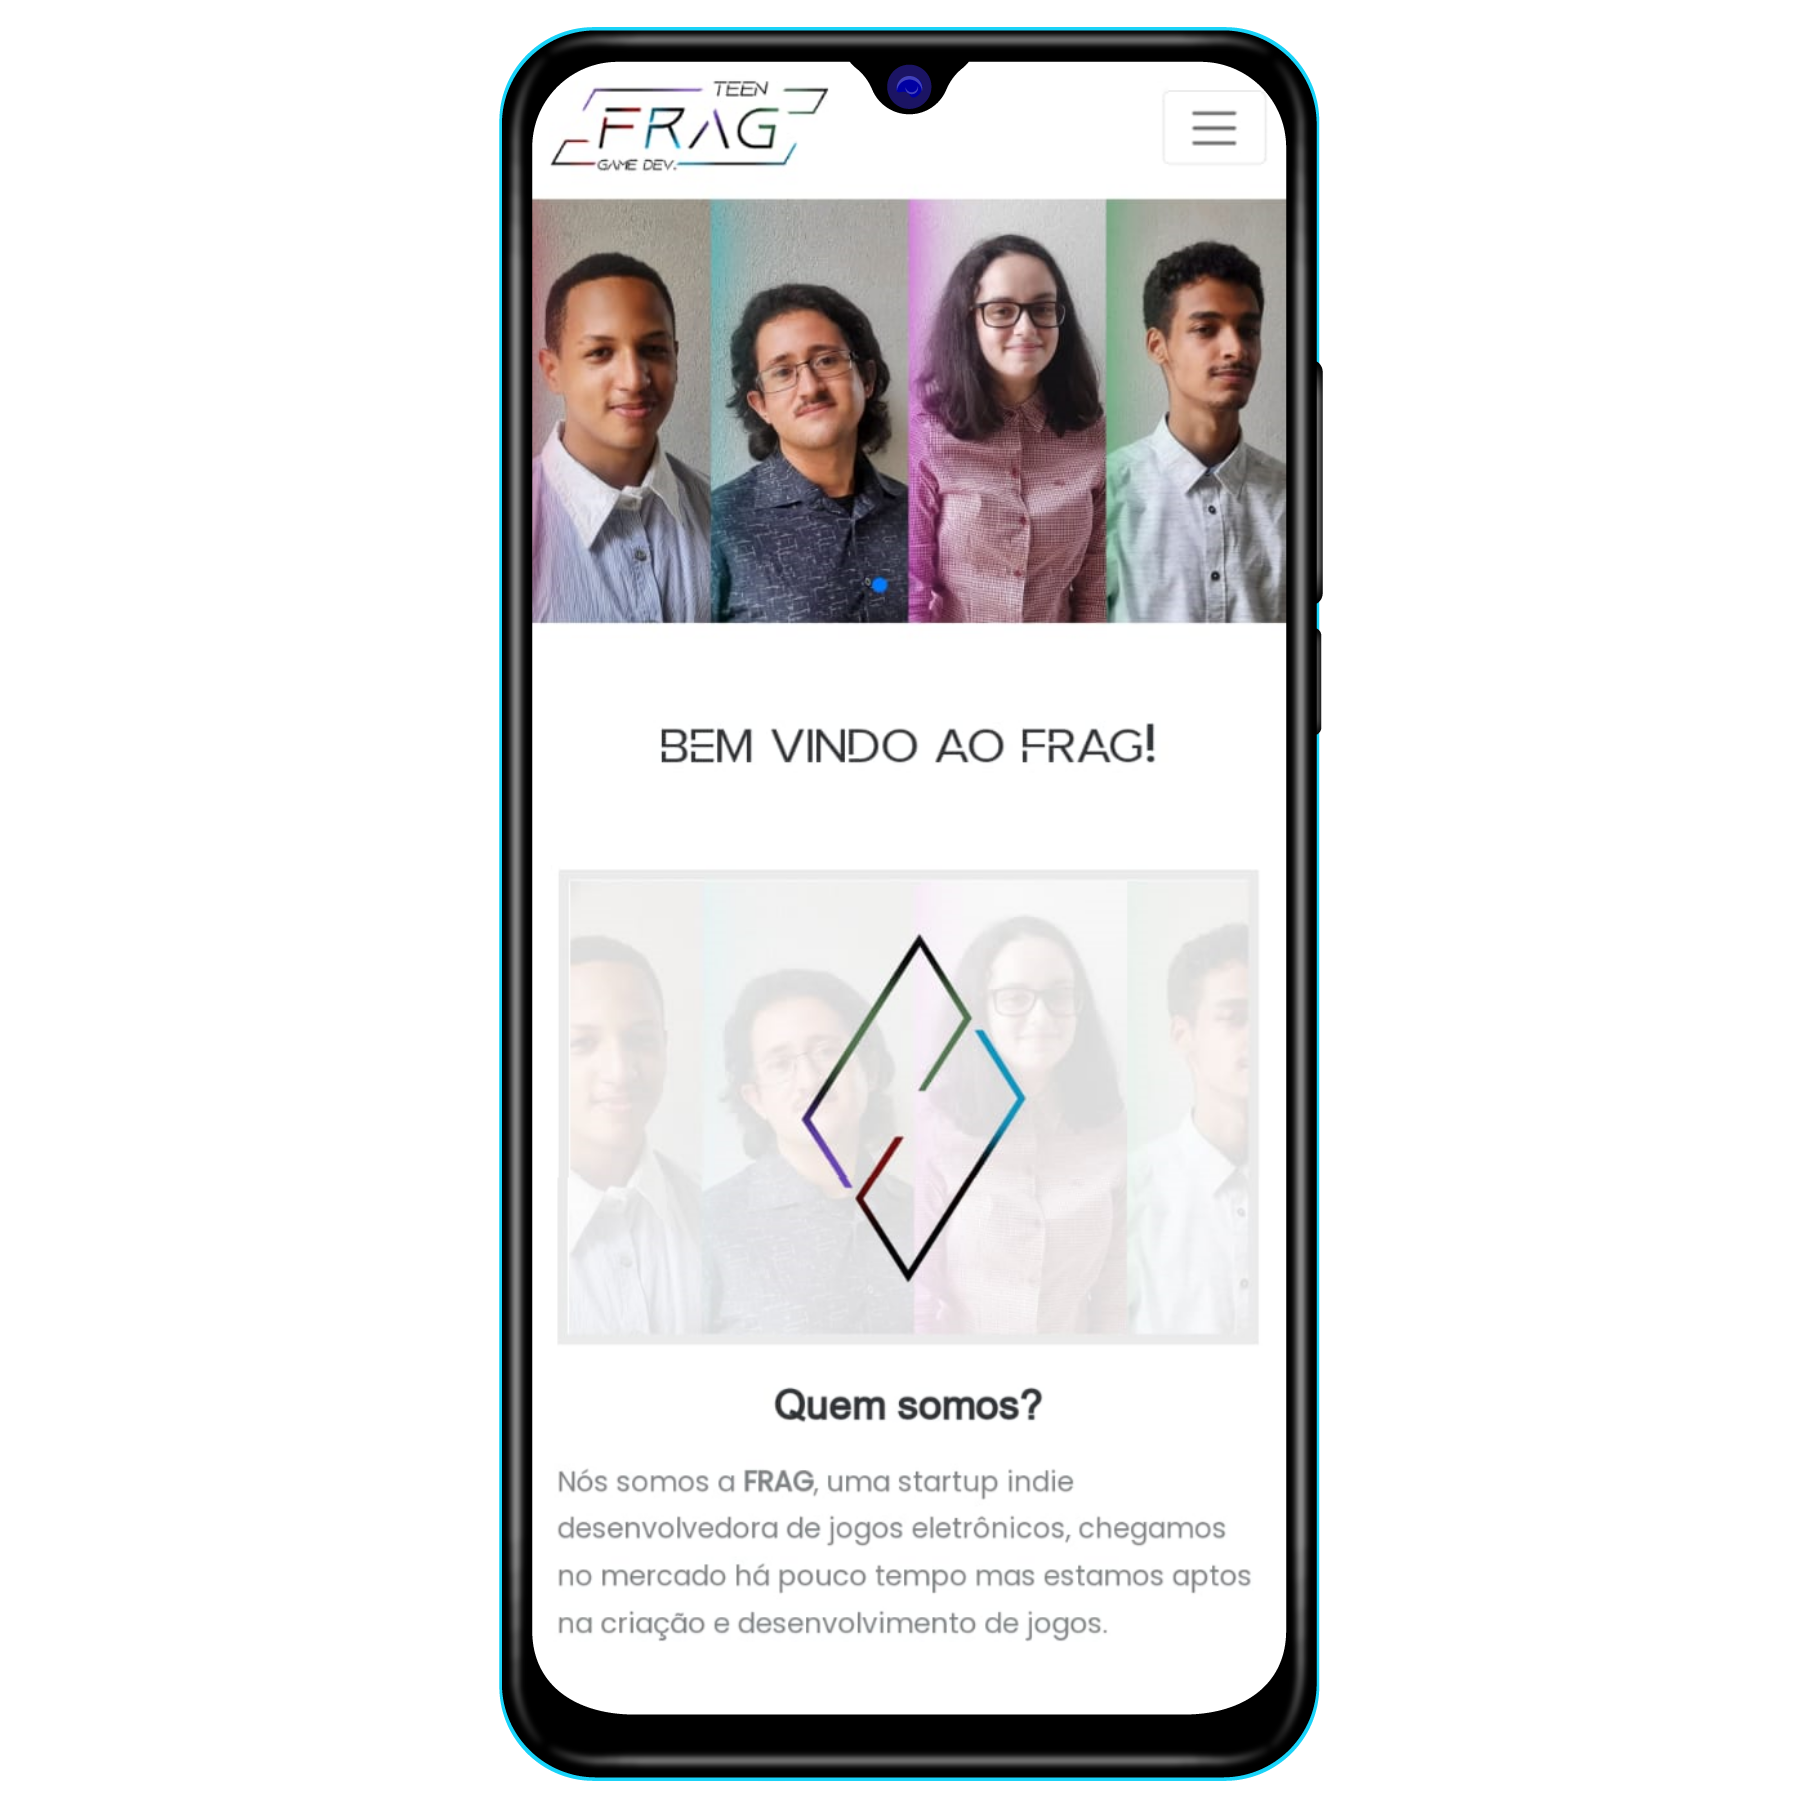 TEEN
FRAG
GAME DEV.
BEM VINDO AO FRAG!
Quem somos?
Nós somos a FRAG, uma startup indie
desenvolvedora de jogos eletrônicos, chegamos
no mercado há pouco tempo mas estamos aptos
na criação e desenvolvimento de jogos.